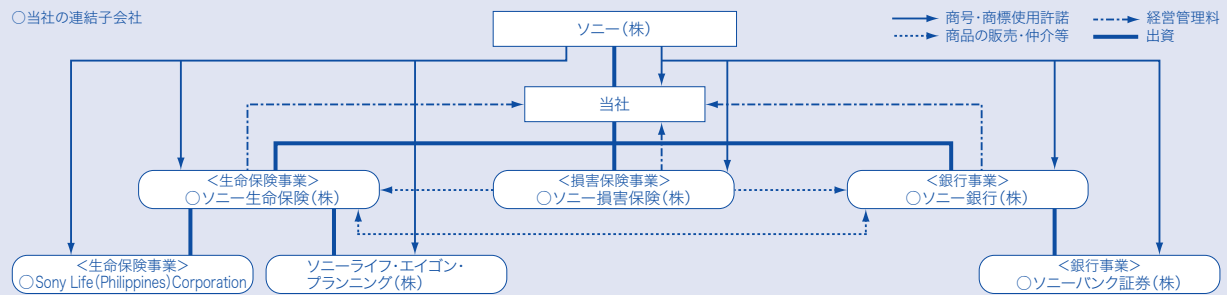 ○当社の連結子会社
商号・商標使用許諾
経営管理料
商品の販売・仲介等
出資
ソニー(株)
当社
<生命保険事業>
○ソニー生命保険(株)
<損害保険事業>
○ソニー損害保険(株)
<銀行事業>
○ソニー銀行(株)
<生命保険事業>
○Sony Life(Philippines)Corporation
ソニーライフ・エイゴン・
プランニング(株)
<銀行事業>
○ソニーバンク証券(株)